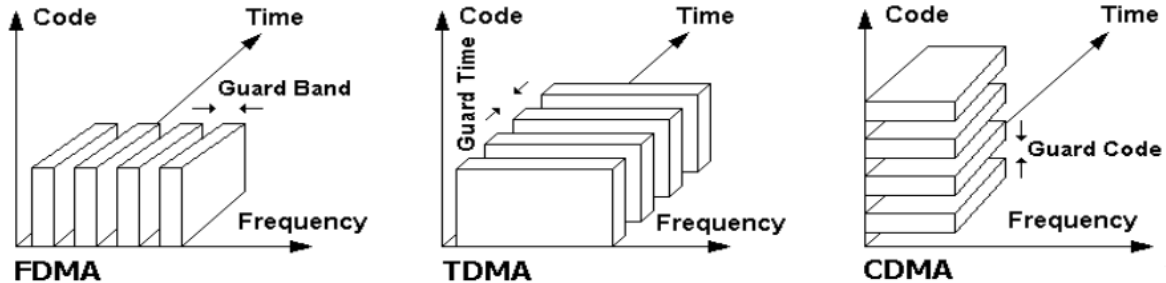 Code
Time
Guard Band
Frequency
FDMA
Code
Time
Guard Time
Frequency
TDMA
Code
Time
Guard Code
Frequency
CDMA